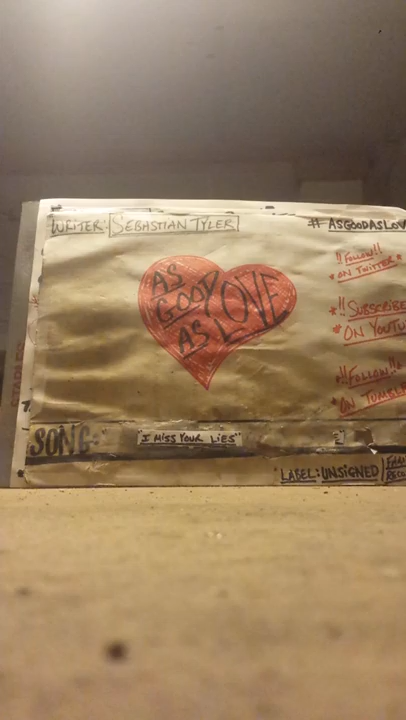 WRITER: SEBASTIAN TYLER
# ASGOODASLOV
!! FOLLOW!!
ON TWITTER
AS
GOOD
AS LOVE
*!! SUBSCRIBE
* ON YOUTU
*!! FOLLOW!!
* ON TUMBL
STAPLES
SONG:
"I MISS YOUR LIES"
LABEL: UNSIGNED